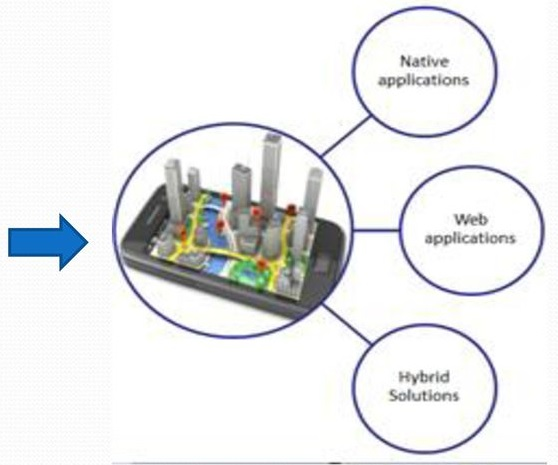 Native
applications
Web
applications
Hybrid
Solutions